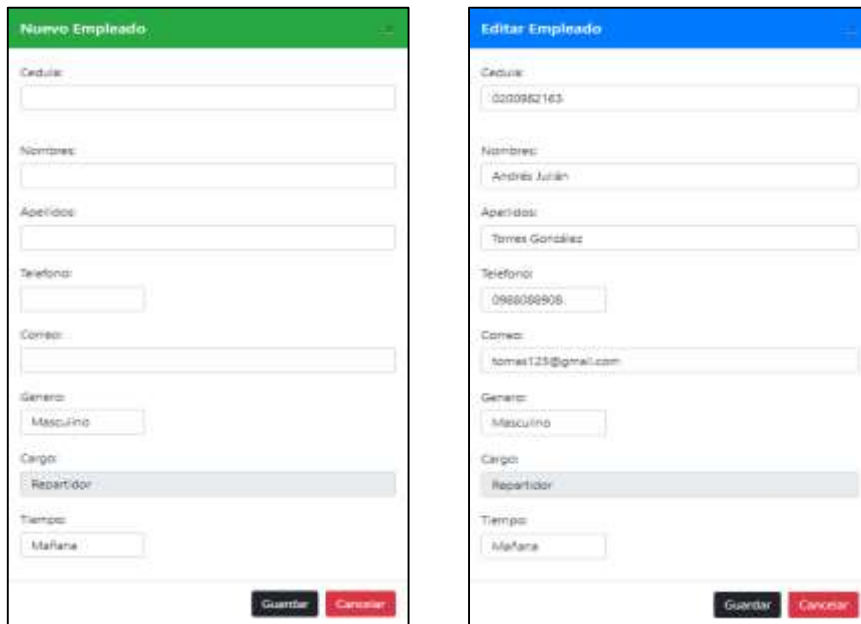 Nuevo Empleado
Cedula:
Nombres:
Apellidos:
Telefono:
Correo:
Genero:
Masculino
Cargo:
Repartidor
Tiempo:
Mañana
Guardar Cancelar
Editar Empleado
Cedula:
0200982163
Nombres:
Andrés Julián
Apellidos:
Torres González
Telefono:
0988088908
Correo:
torres123@gmail.com
Genero:
Masculino
Cargo:
Repartidor
Tiempo:
Mañana
Guardar Cancelar